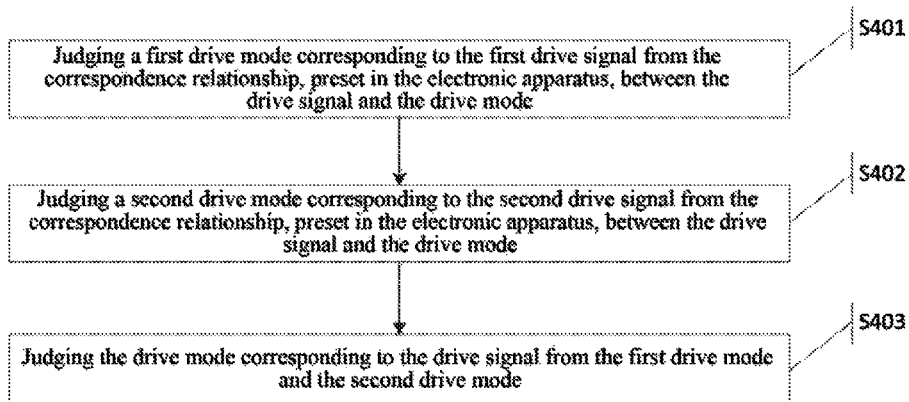 S401
Judging a first drive mode corresponding to the first drive signal from the
correspondence relationship, preset in the electronic apparatus, between the
drive signal and the drive mode
S402
Judging a second drive mode corresponding to the second drive signal from the
correspondence relationship, preset in the electronic apparatus, between the drive
signal and the drive mode
S403
Judging the drive mode corresponding to the drive signal from the first drive mode
and the second drive mode